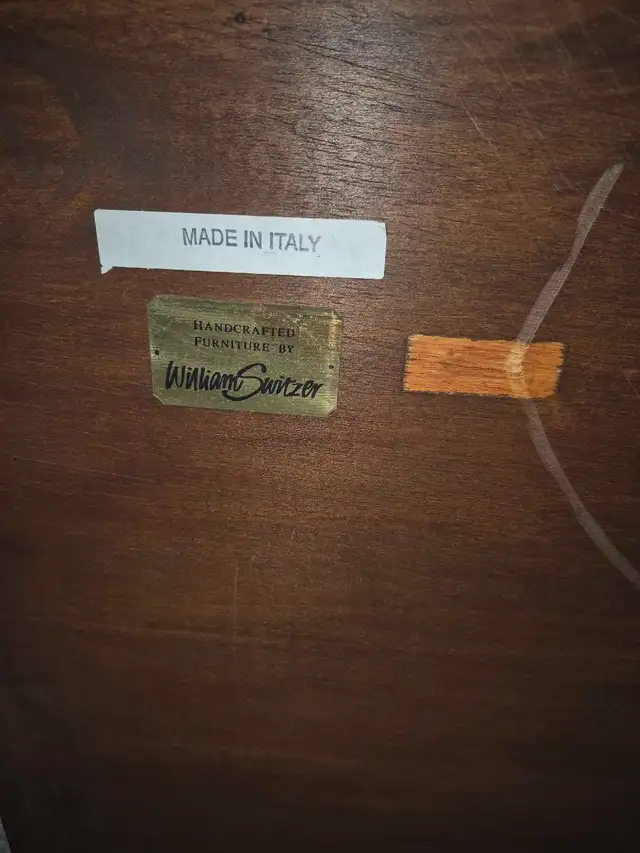 MADE IN ITALY
HANDCRAFTED
FURNITURE BY
William Switzer